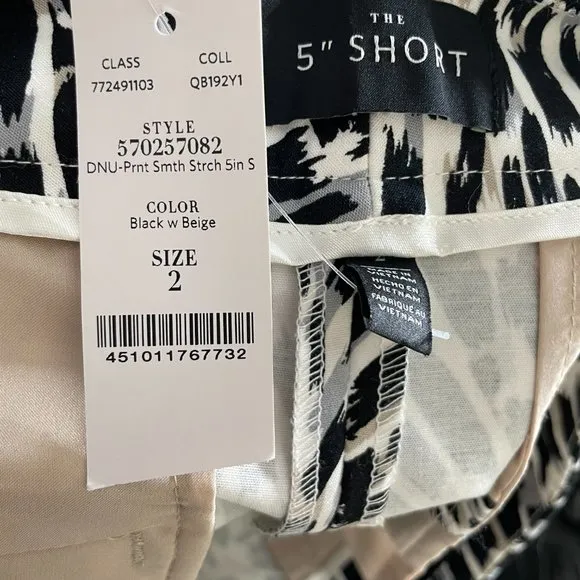 CLASS COLL
772491103 QB192Y1
STYLE
570257082
DNU-Prnt Smth Strch 5in S
COLOR
Black w Beige
SIZE
2
451011767732
THE
5" SHORT
2
MADE IN
VIETNAM
HECHO EN
VIETNAM
FABRIQUÉ AU
VIETNAM